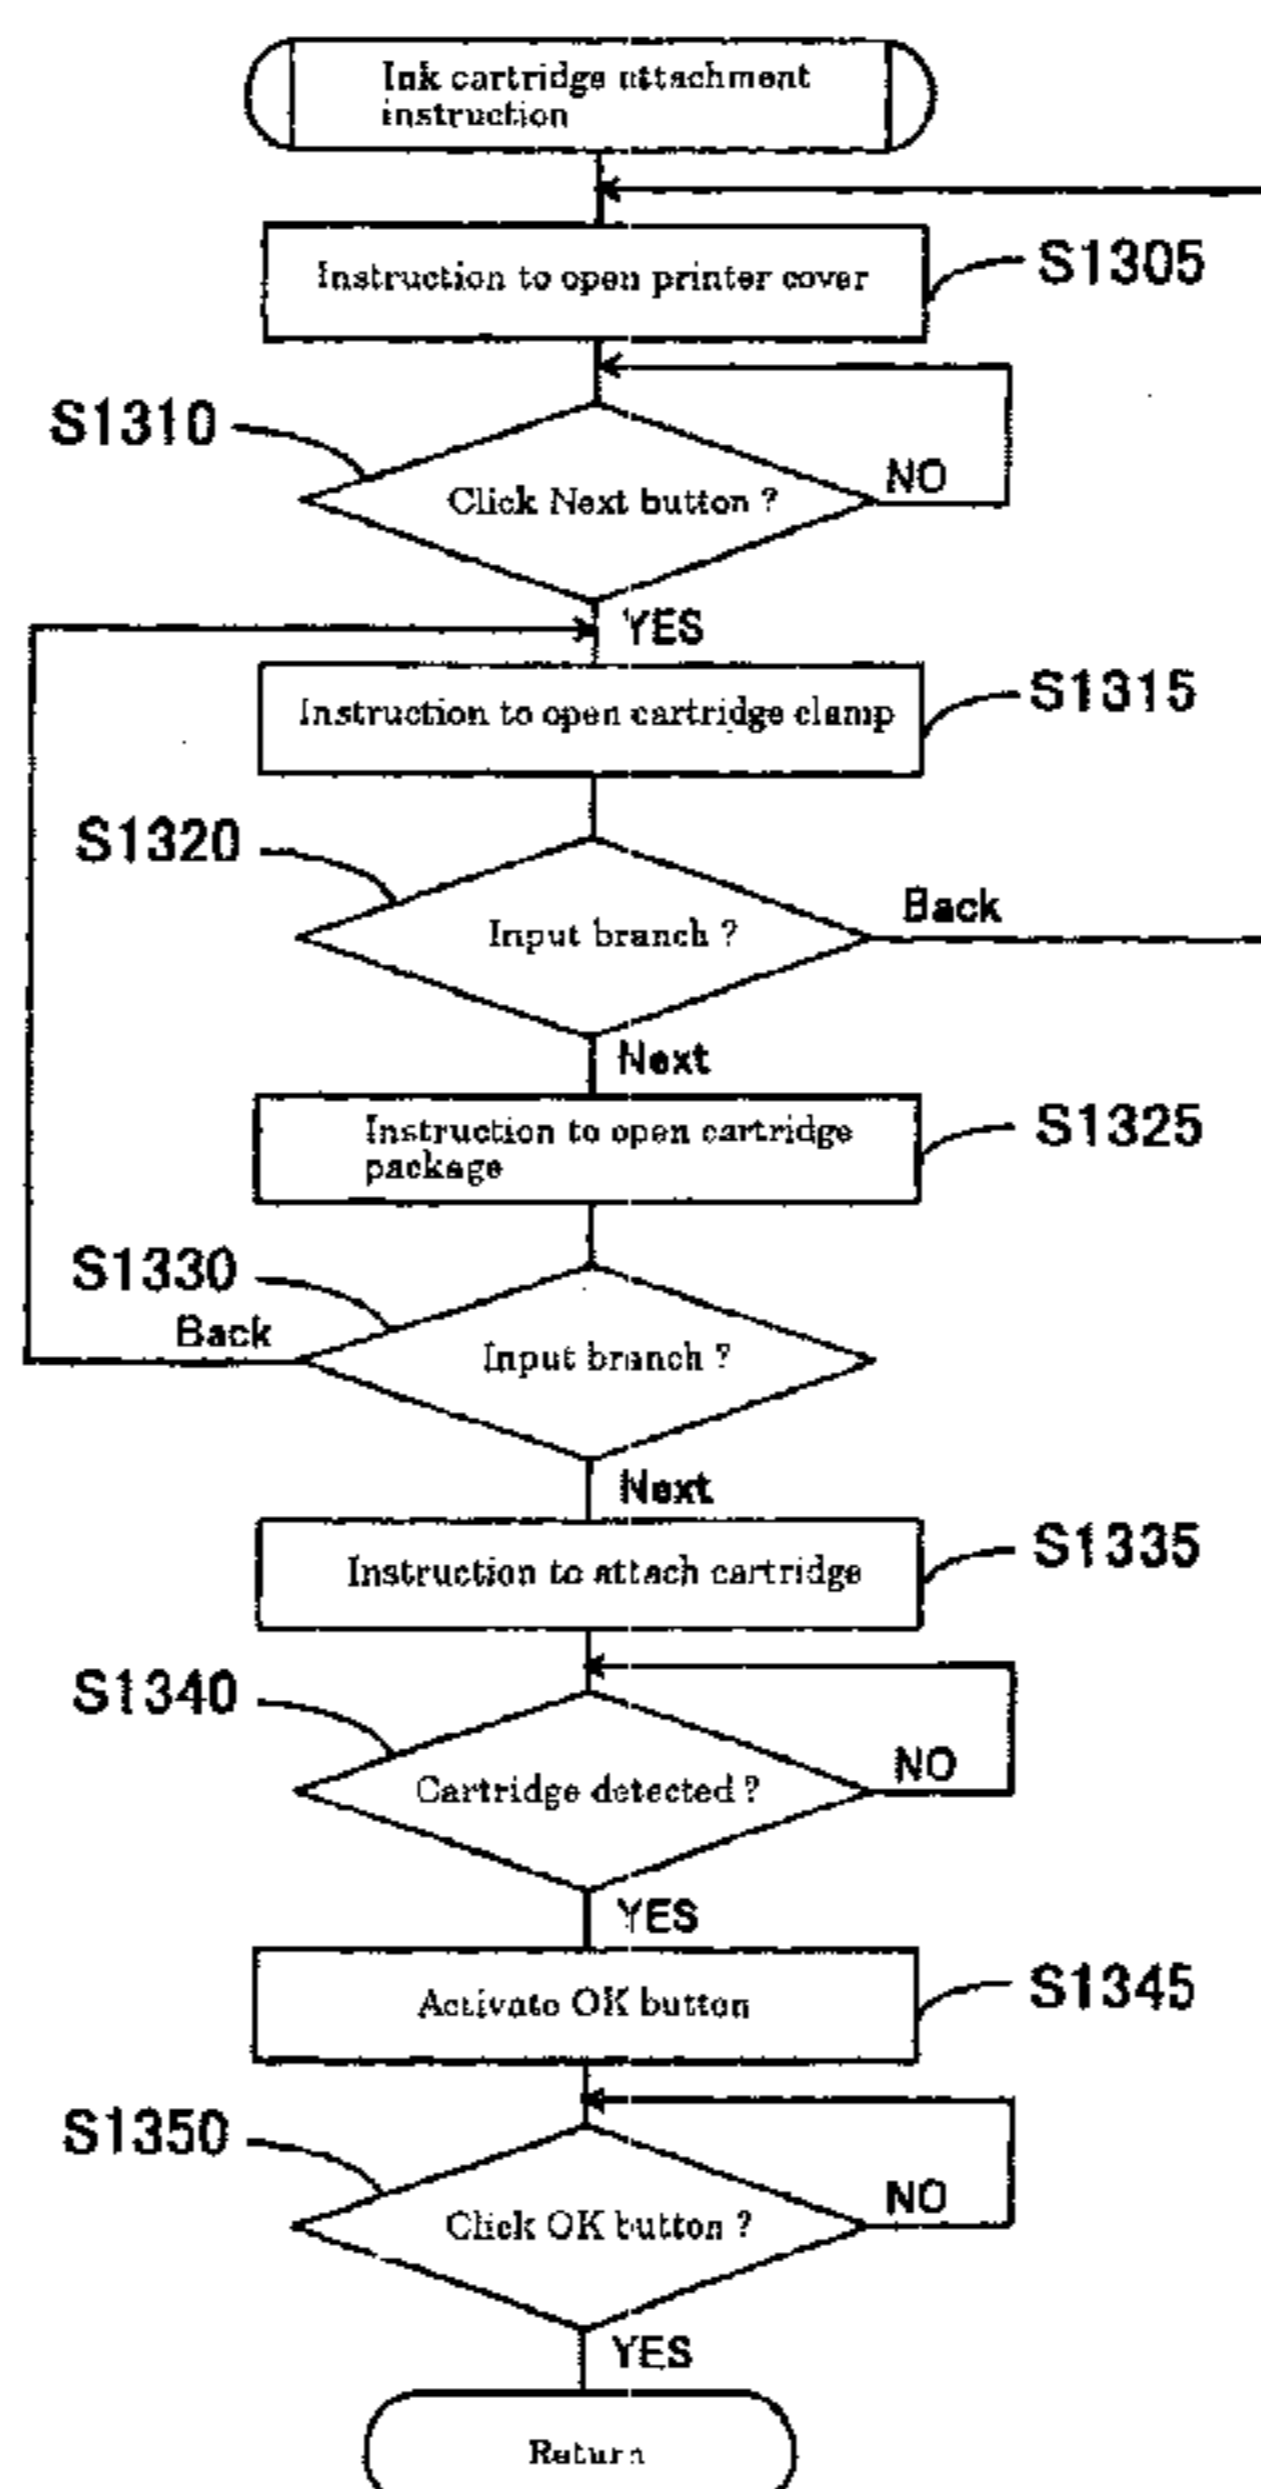 Ink cartridge attachment
instruction
Instruction to open printer cover
S1305
S1310
Click Next button ?
NO
YES
Instruction to open cartridge clamp
S1315
S1320
Input branch ?
Back
Next
Instruction to open cartridge
package
S1325
S1330
Back
Input branch ?
Next
Instruction to attach cartridge
S1335
S1340
Cartridge detected ?
NO
YES
Activate OK button
S1345
S1350
Click OK button ?
NO
YES
Return